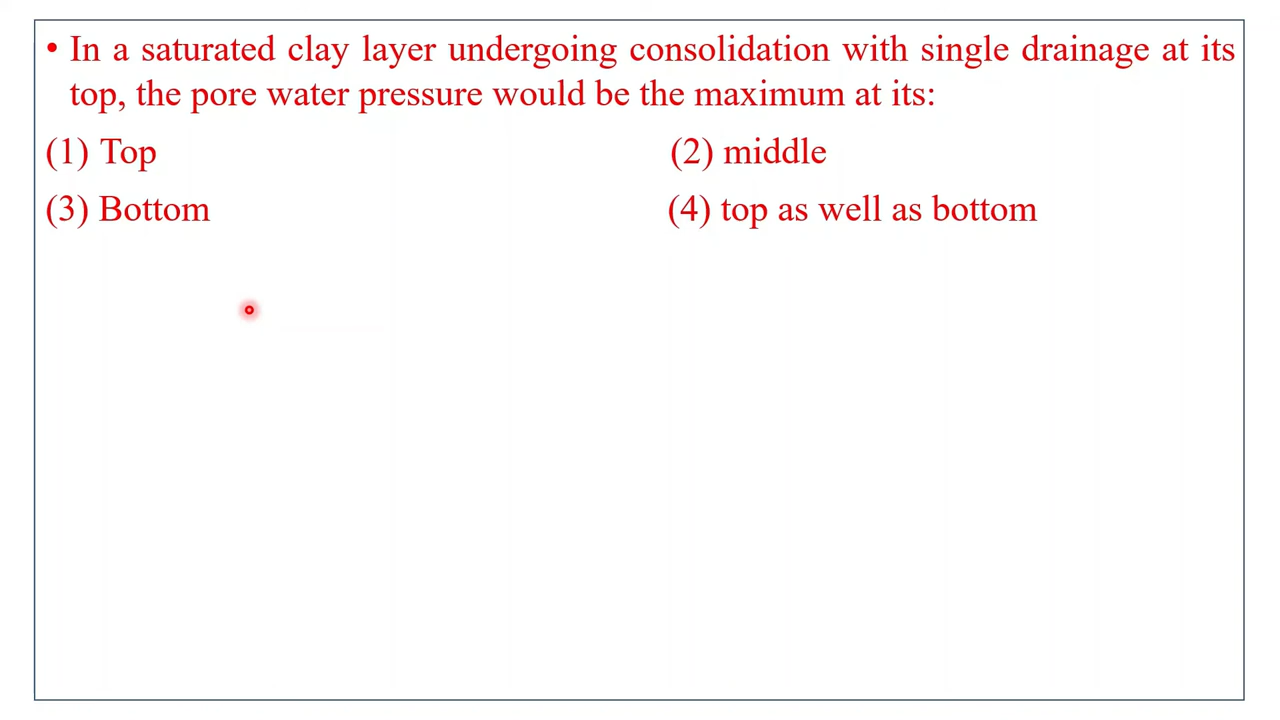 • In a saturated clay layer undergoing consolidation with single drainage at its
top, the pore water pressure would be the maximum at its:
(1) Top (2) middle
(3) Bottom (4) top as well as bottom